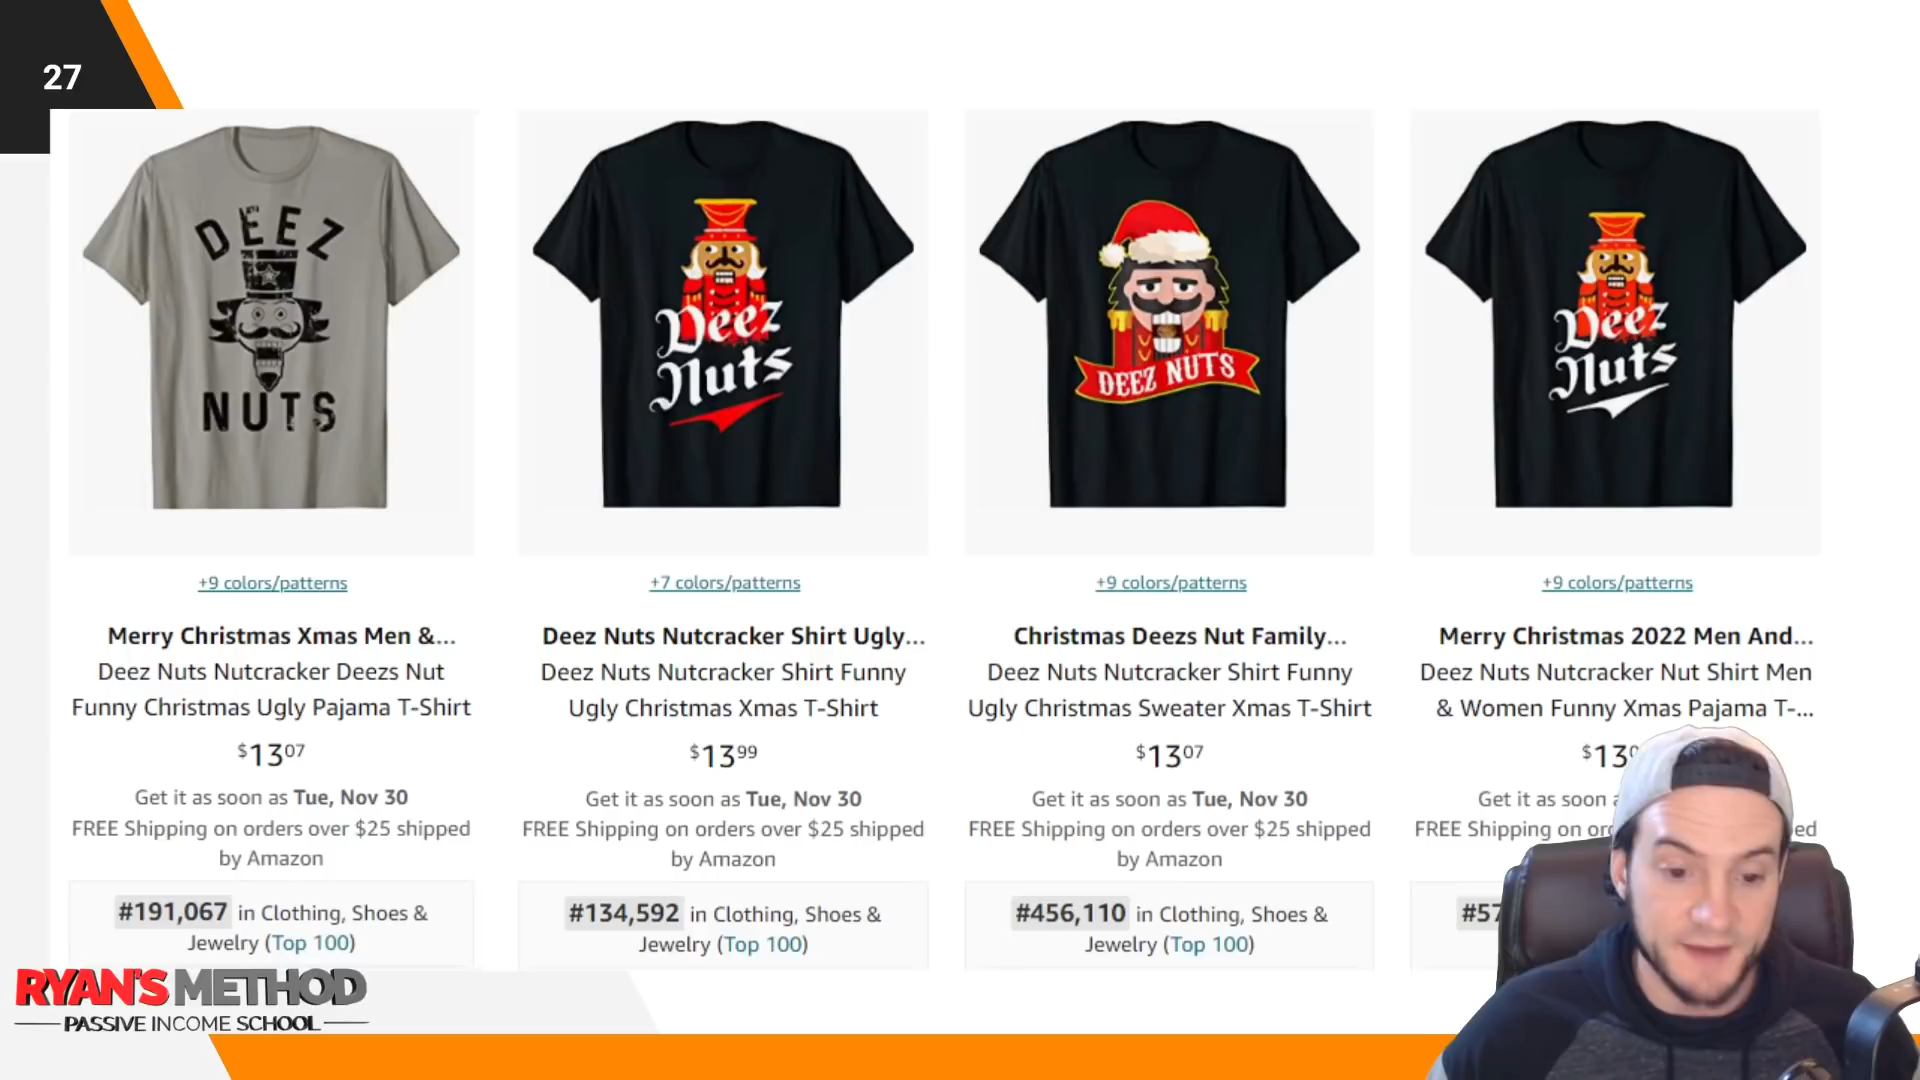 27
DEEZ
NUTS
Deez
Nuts
DEEZ NUTS
Deez
Nuts
+9 colors/patterns
Merry Christmas Xmas Men &...
Deez Nuts Nutcracker Deezs Nut
Funny Christmas Ugly Pajama T-Shirt
$1307
Get it as soon as Tue, Nov 30
FREE Shipping on orders over $25 shipped
by Amazon
#191,067 in Clothing, Shoes &
Jewelry (Top 100)
+7 colors/patterns
Deez Nuts Nutcracker Shirt Ugly...
Deez Nuts Nutcracker Shirt Funny
Ugly Christmas Xmas T-Shirt
$1399
Get it as soon as Tue, Nov 30
FREE Shipping on orders over $25 shipped
by Amazon
#134,592 in Clothing, Shoes &
Jewelry (Top 100)
+9 colors/patterns
Christmas Deezs Nut Family...
Deez Nuts Nutcracker Shirt Funny
Ugly Christmas Sweater Xmas T-Shirt
$1307
Get it as soon as Tue, Nov 30
FREE Shipping on orders over $25 shipped
by Amazon
#456,110 in Clothing, Shoes &
Jewelry (Top 100)
+9 colors/patterns
Merry Christmas 2022 Men And...
Deez Nuts Nutcracker Nut Shirt Men
& Women Funny Xmas Pajama T-...
$13
Get it as soon
FREE Shipping on
#57
RYAN'S METHOD
PASSIVE INCOME SCHOOL